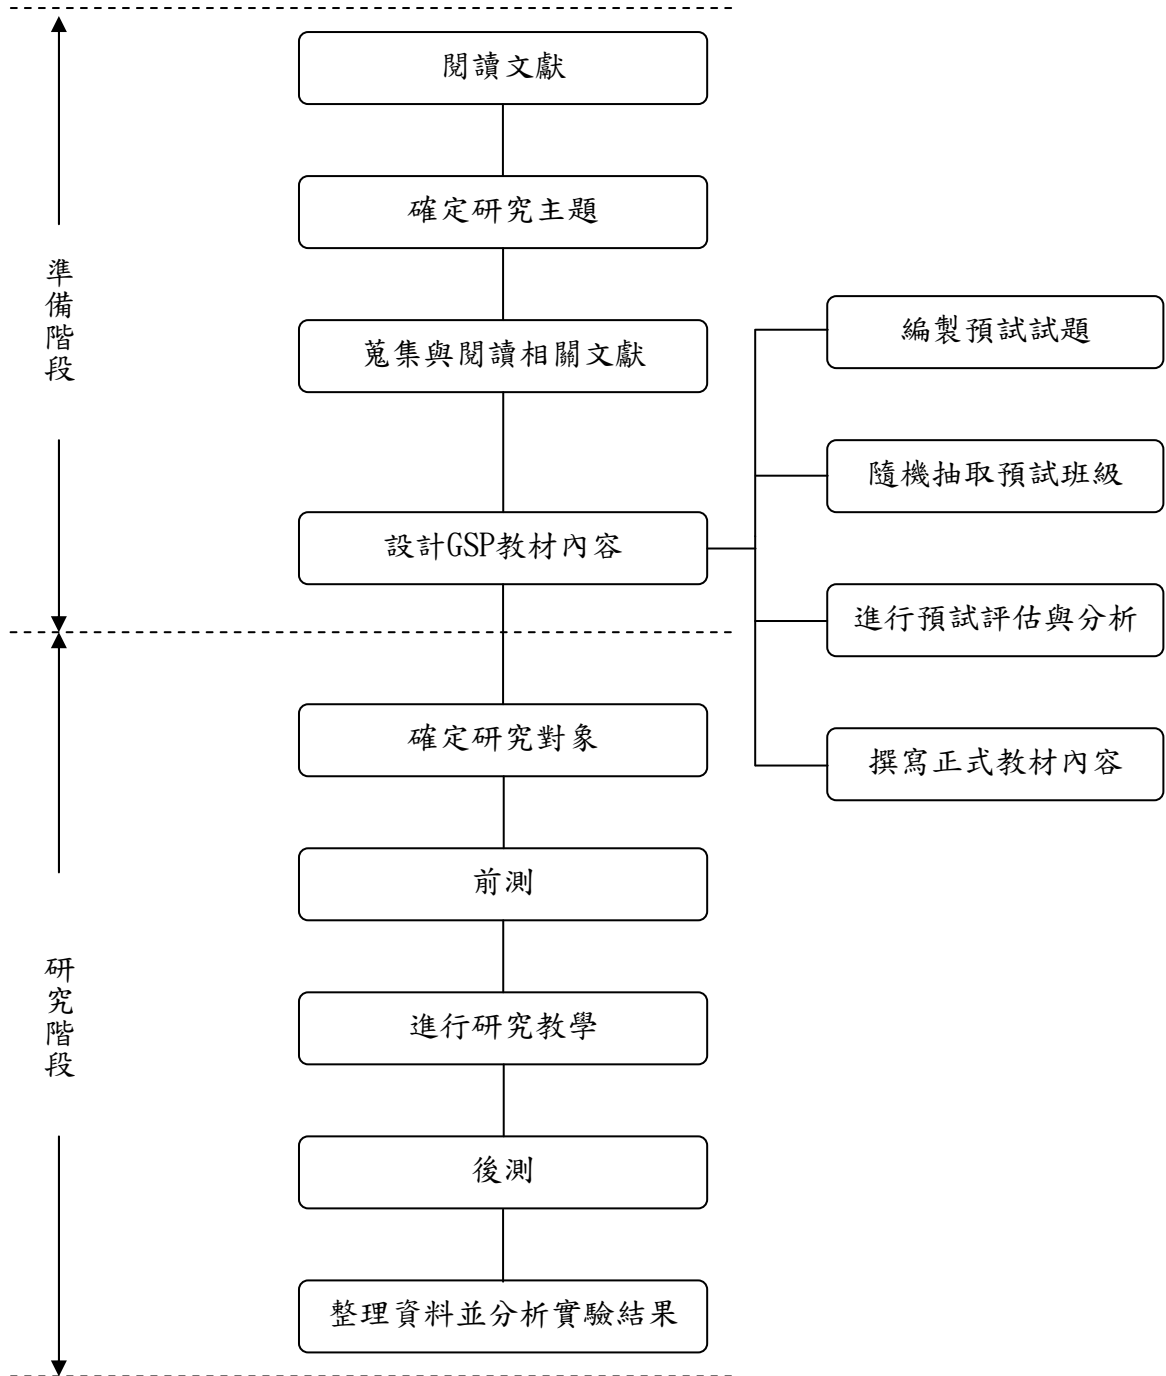 閱讀文獻
確定研究主題
準備階段
蒐集與閱讀相關文獻
編製預試試題
隨機抽取預試班級
設計GSP教材內容
進行預試評估與分析
確定研究對象
撰寫正式教材內容
前測
研究階段
進行研究教學
後測
整理資料並分析實驗結果